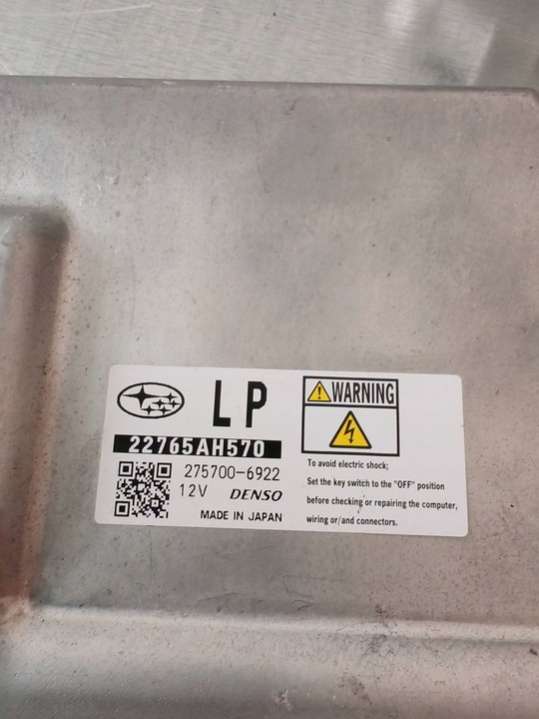 LP
22765AH570
275700-6922
12V DENSO
MADE IN JAPAN
WARNING
To avoid electric shock;
Set the key switch to the "OFF" position
before checking or repairing the computer,
wiring or/and connectors.